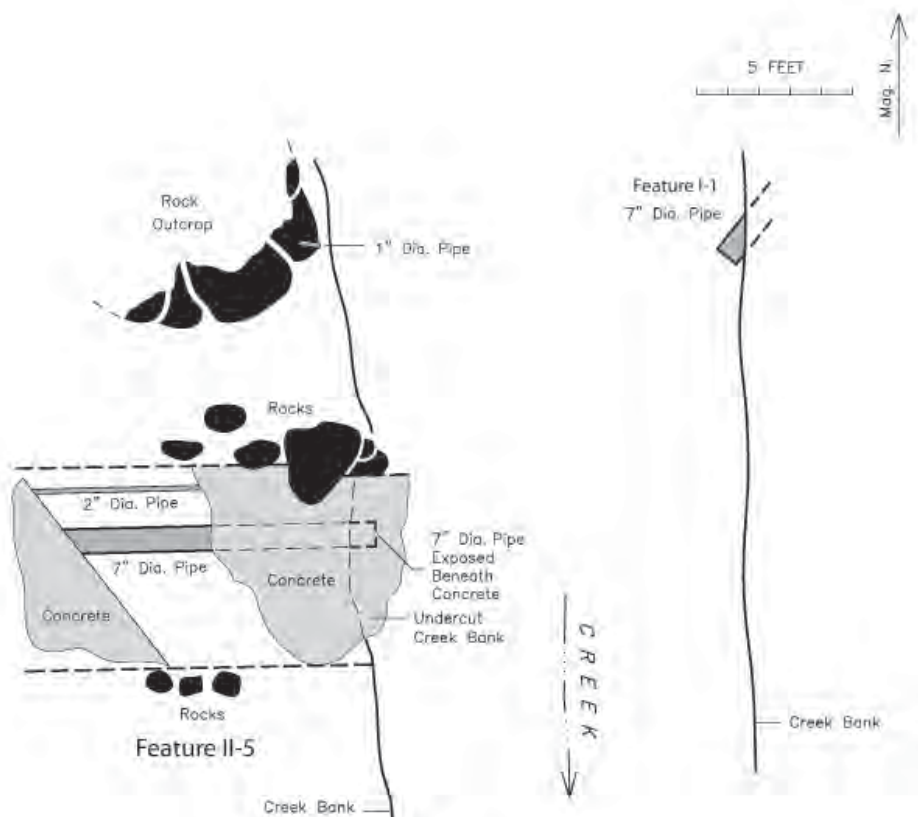 5 FEET
Mag. N.
Rock
Outcrop
1" Dia. Pipe
Feature I-1
7" Dia. Pipe
Rocks
2" Dia. Pipe
7" Dia. Pipe
Concrete
Concrete
7" Dia. Pipe
Exposed
Beneath
Concrete
Undercut
Creek Bank
Rocks
Feature II-5
Creek Bank
CREEK
Creek Bank